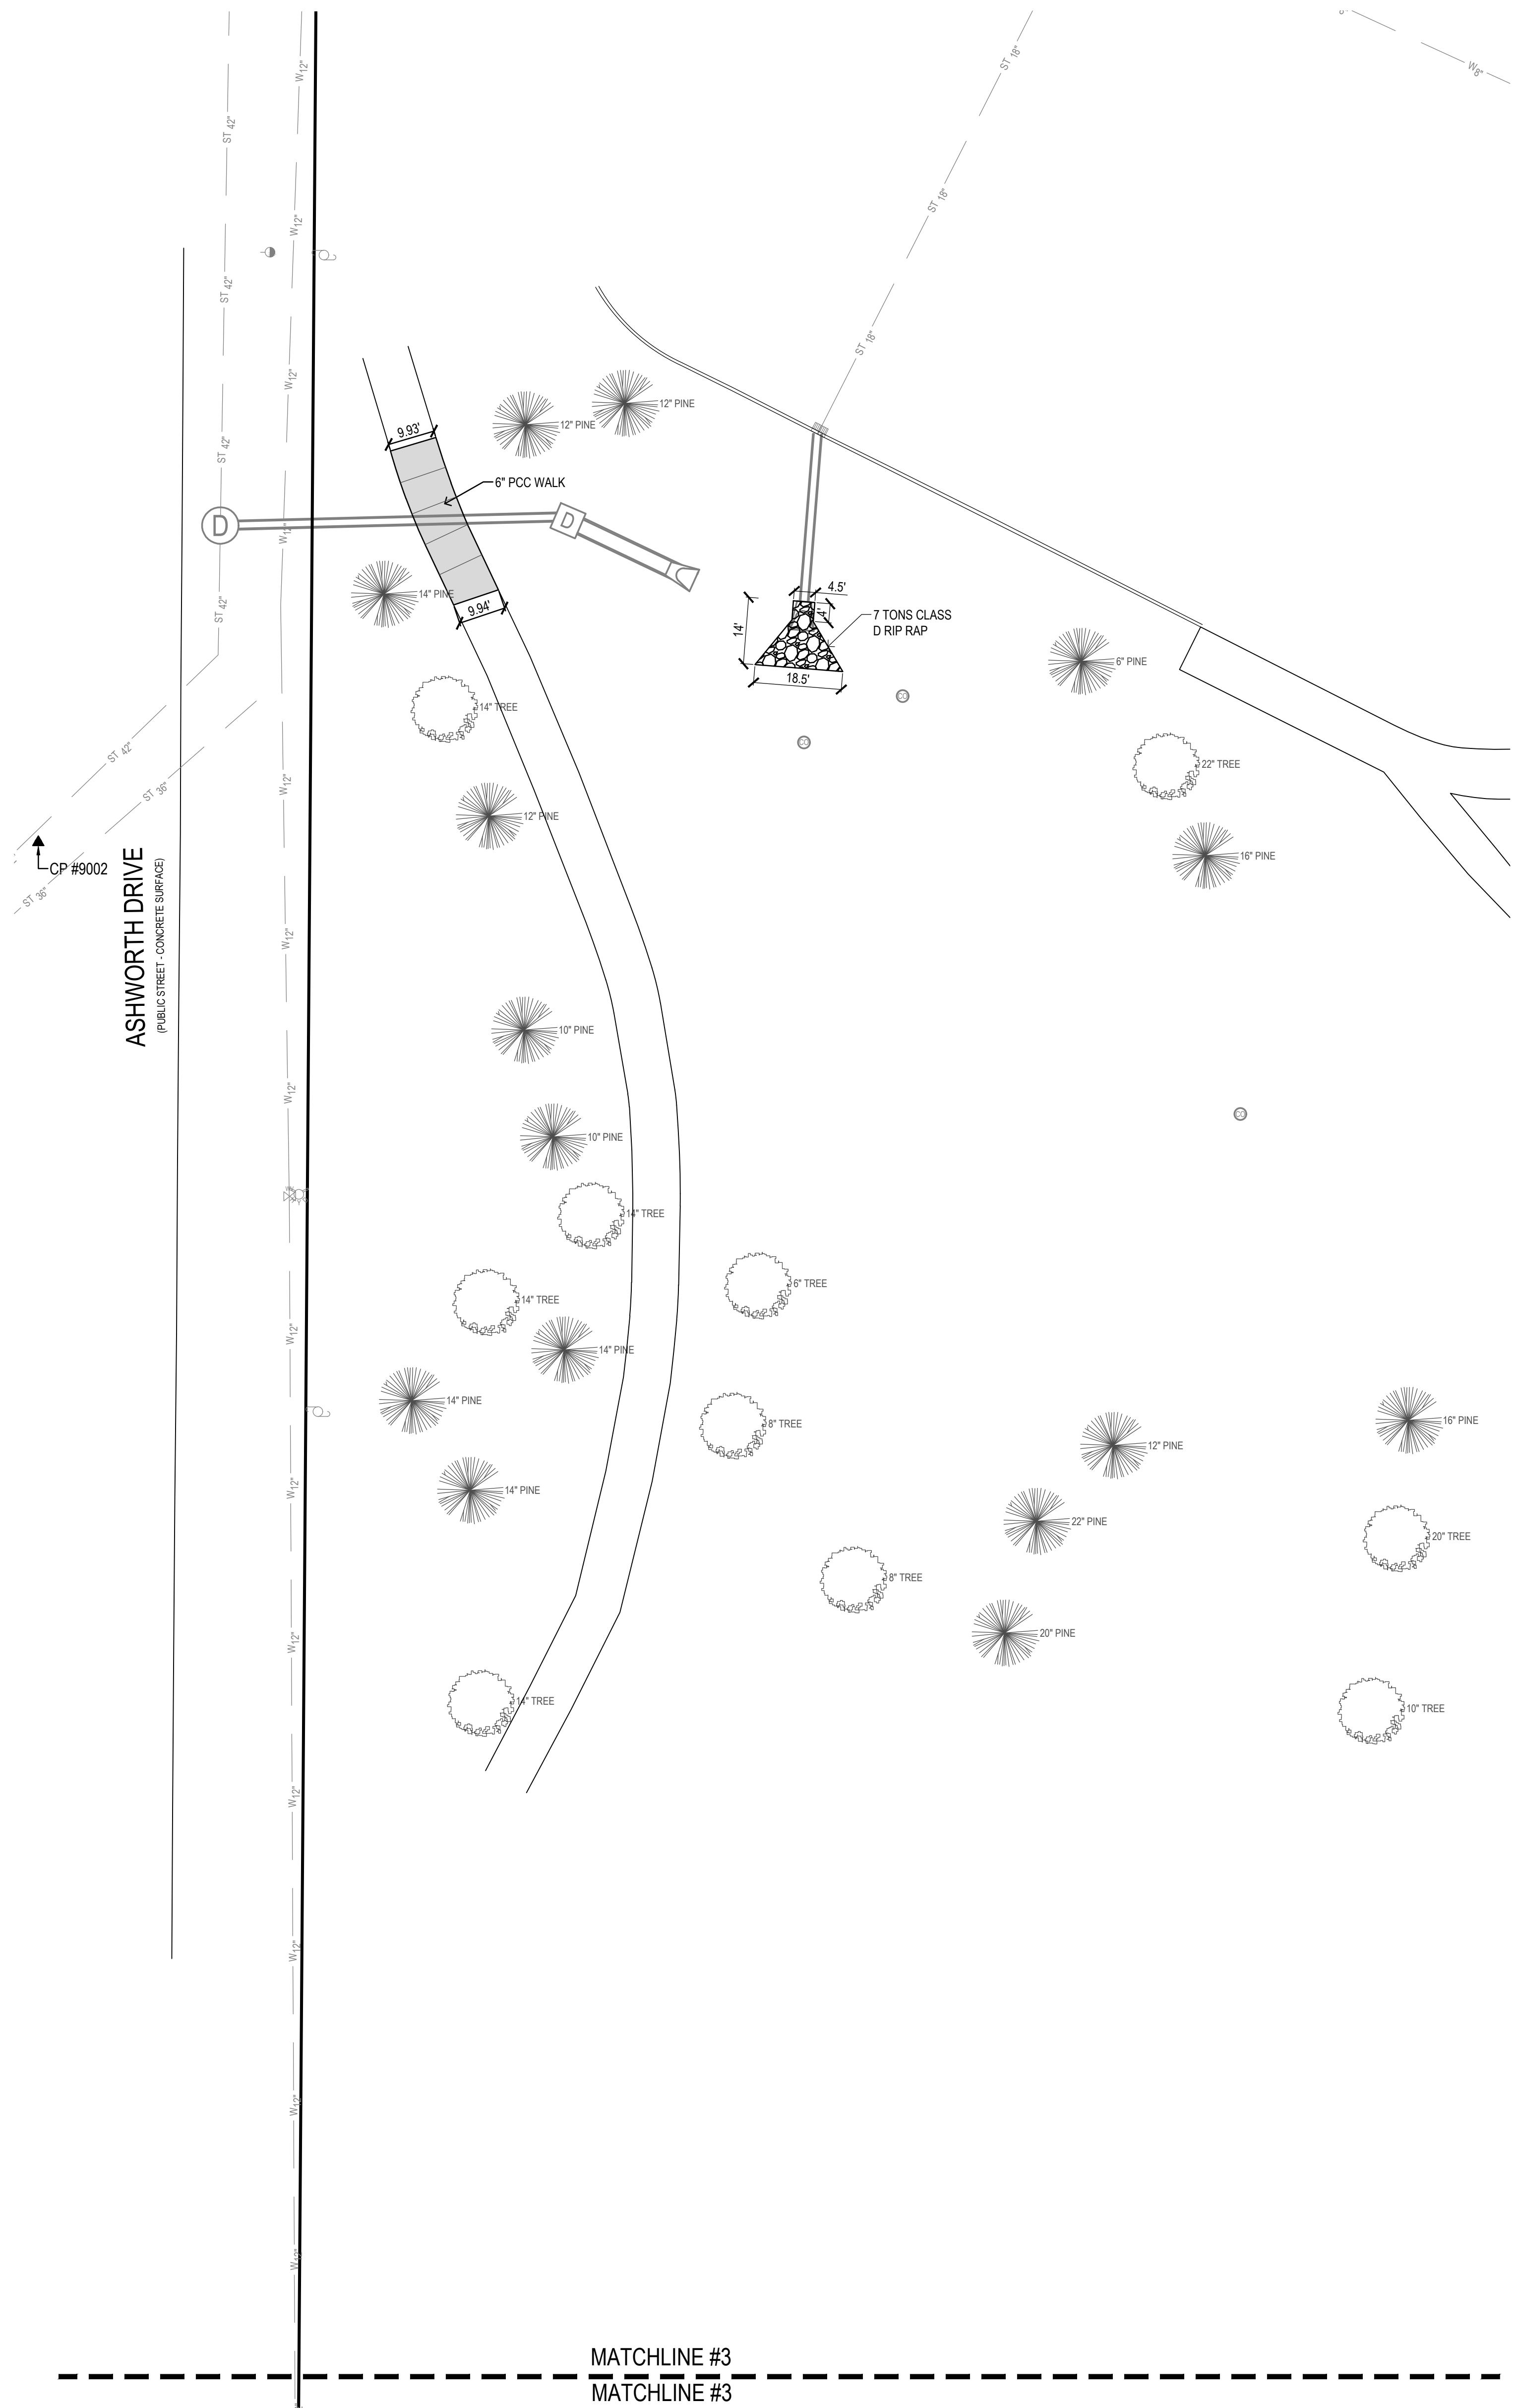 W8"
W12"
ST 18"
ST 42"
ST 18"
W12"
ST 42"
W12"
ST 18"
12" PINE
12" PINE
9.93'
ST 42"
6" PCC WALK
D
D
W12"
14" PINE
ST 42"
9.94'
4.5'
4'
14'
7 TONS CLASS
D RIP RAP
18.5'
6" PINE
CO
14" TREE
CO
ST 42"
ST 36"
W12"
22" TREE
12" PINE
16" PINE
CP #9002
ST 36"
ASHWORTH DRIVE
(PUBLIC STREET - CONCRETE SURFACE)
W12"
10" PINE
W12"
CO
10" PINE
14" TREE
6" TREE
14" TREE
W12"
14" PINE
14" PINE
8" TREE
16" PINE
12" PINE
W12"
14" PINE
22" PINE
20" TREE
8" TREE
W12"
20" PINE
14" TREE
10" TREE
W12"
W12"
W12"
W12"
MATCHLINE #3
MATCHLINE #3